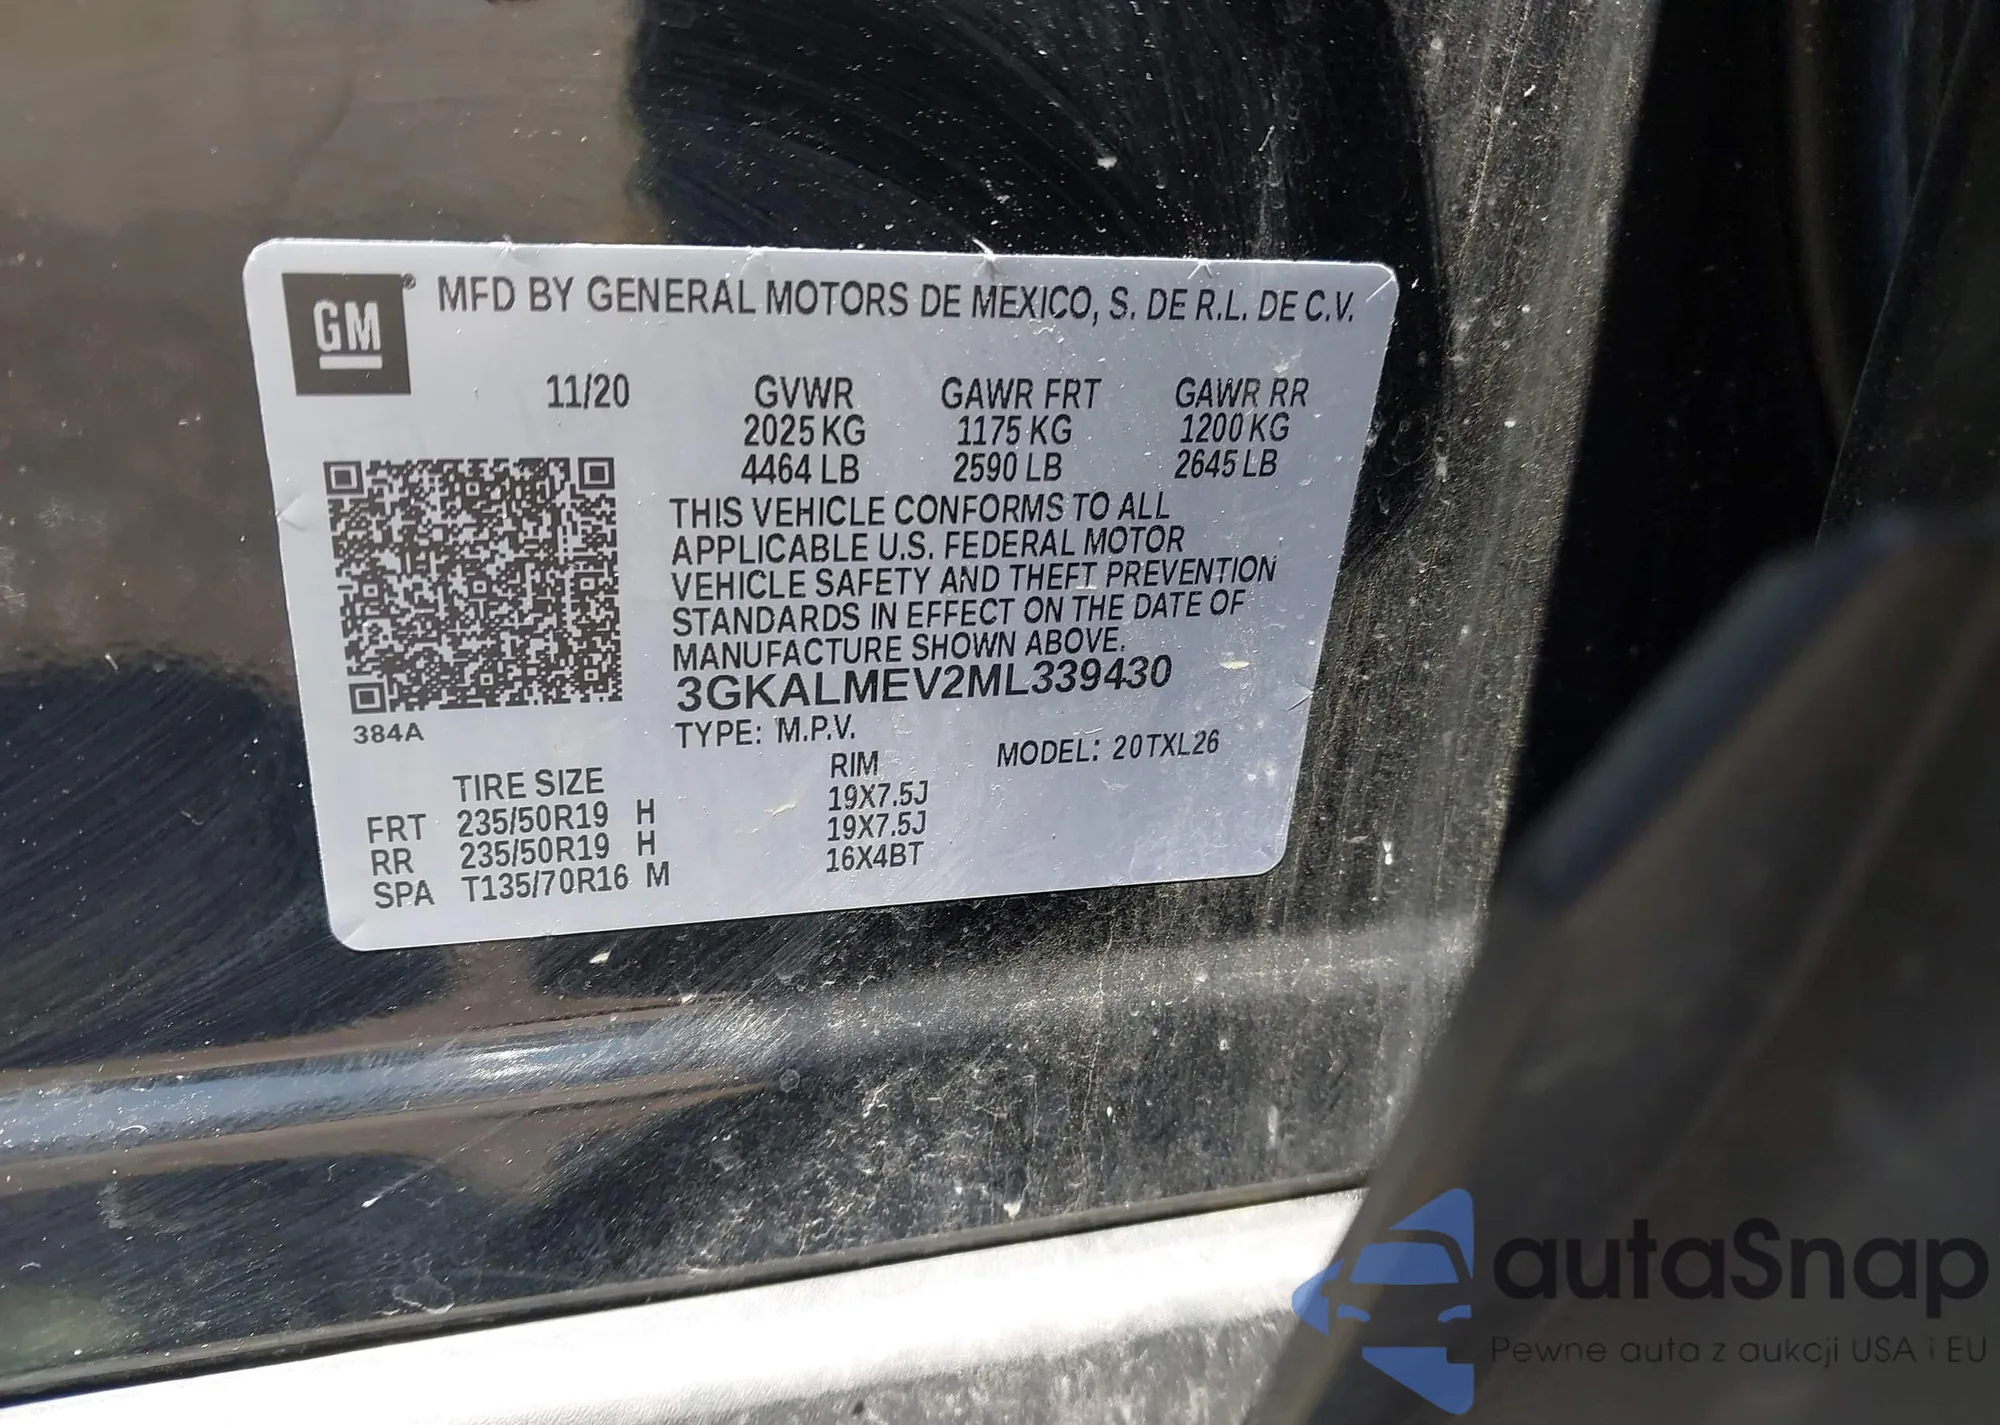 GM® MFD BY GENERAL MOTORS DE MEXICO, S. DE R.L. DE C.V.
11/20 GVWR GAWR FRT GAWR RR
2025 KG 1175 KG 1200 KG
4464 LB 2590 LB 2645 LB
THIS VEHICLE CONFORMS TO ALL
APPLICABLE U.S. FEDERAL MOTOR
VEHICLE SAFETY AND THEFT PREVENTION
STANDARDS IN EFFECT ON THE DATE OF
MANUFACTURE SHOWN ABOVE.
3GKALMEV2ML339430
384A TYPE: M.P.V. MODEL: 20TXL26
TIRE SIZE RIM
FRT 235/50R19 H 19X7.5J
RR 235/50R19 H 19X7.5J
SPA T135/70R16 M 16X4BT
autaSnap
Pewne auta z aukcji USA i EU